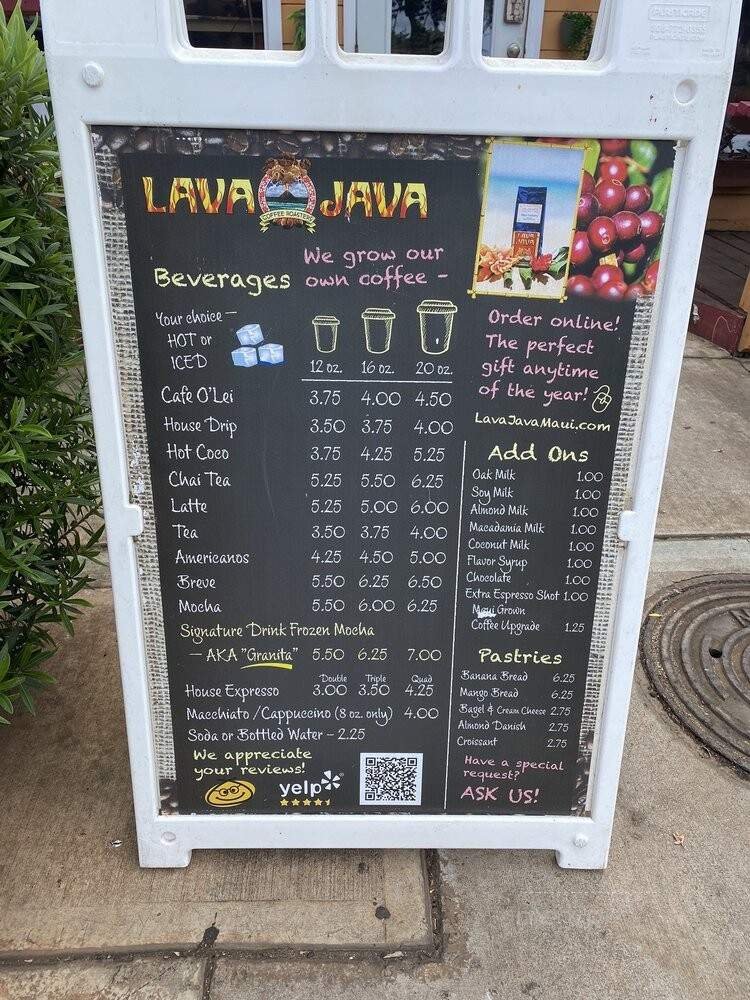 LAVA JAVA
COFFEE ROASTERS
We grow our
own coffee -
Beverages
Your choice -
HOT or
ICED
12 oz. 16 oz. 20 oz.
Cafe O'Lei 3.75 4.00 4.50
House Drip 3.50 3.75 4.00
Hot Coco 3.75 4.25 5.25
Chai Tea 5.25 5.50 6.25
Latte 5.25 5.00 6.00
Tea 3.50 3.75 4.00
Americanos 4.25 4.50 5.00
Breve 5.50 6.25 6.50
Mocha 5.50 6.00 6.25
Signature Drink Frozen Mocha
- AKA "Granita" 5.50 6.25 7.00
Double Triple Quad
House Expresso 3.00 3.50 4.25
Macchiato /Cappuccino (8 oz. only) 4.00
Soda or Bottled Water - 2.25
We appreciate
your reviews!
yelp
Order online!
The perfect
gift anytime
of the year!
LavaJavaMaui.com
Add Ons
Oak Milk 1.00
Soy Milk 1.00
Almond Milk 1.00
Macadamia Milk 1.00
Coconut Milk 1.00
Flavor Syrup 1.00
Chocolate 1.00
Extra Espresso Shot 1.00
Maui Grown
Coffee Upgrade 1.25
Pastries
Banana Bread 6.25
Mango Bread 6.25
Bagel & Cream Cheese 2.75
Almond Danish 2.75
Croissant 2.75
Have a special
request?
ASK US!